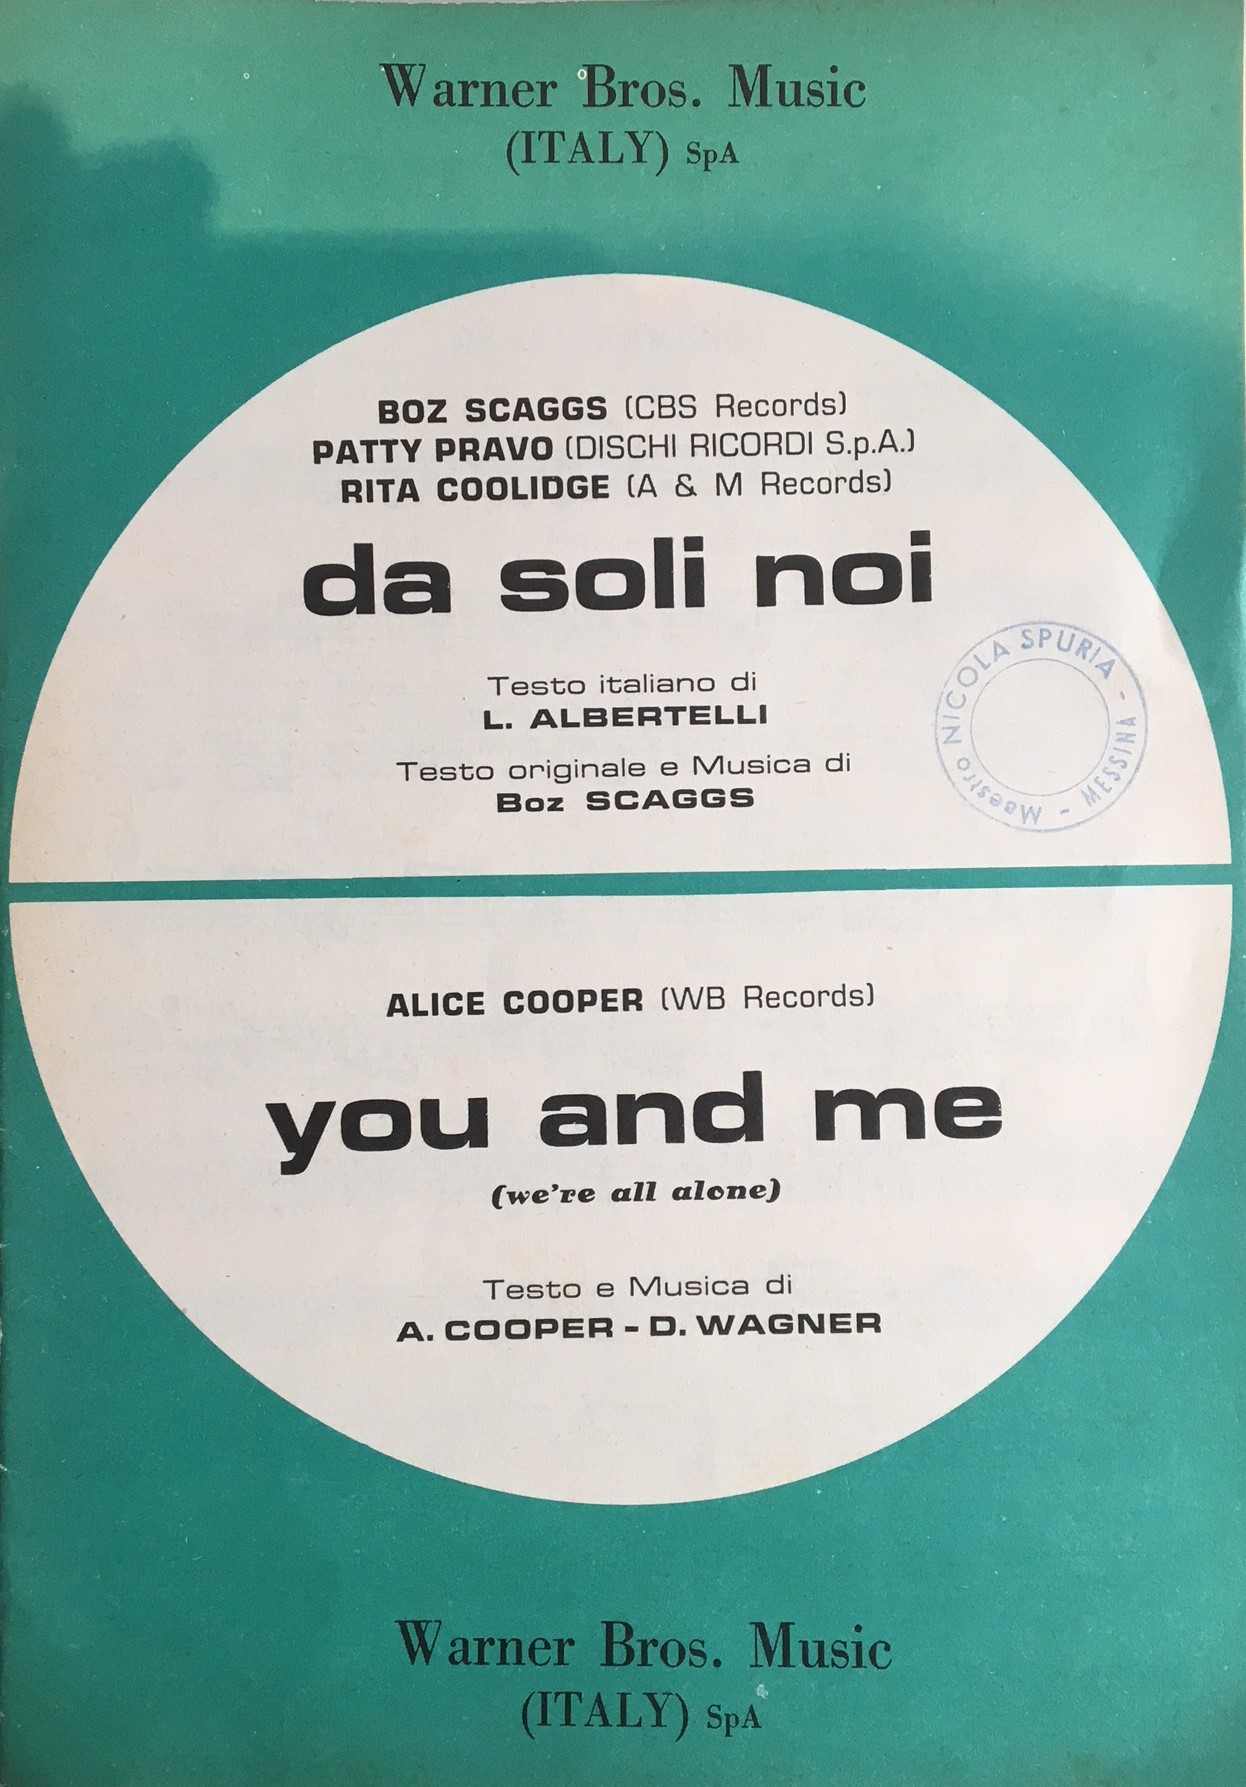 Warner Bros. Music
(ITALY) SpA
BOZ SCAGGS (CBS Records)
PATTY PRAVO (DISCHI RICORDI S.p.A.)
RITA COOLIDGE (A & M Records)
da soli noi
Testo italiano di
L. ALBERTELLI
Testo originale e Musica di
Boz SCAGGS
Maestro NICOLA SPURIA - MESSINA -
ALICE COOPER (WB Records)
you and me
(we're all alone)
Testo e Musica di
A. COOPER - D. WAGNER
Warner Bros. Music
(ITALY) SpA